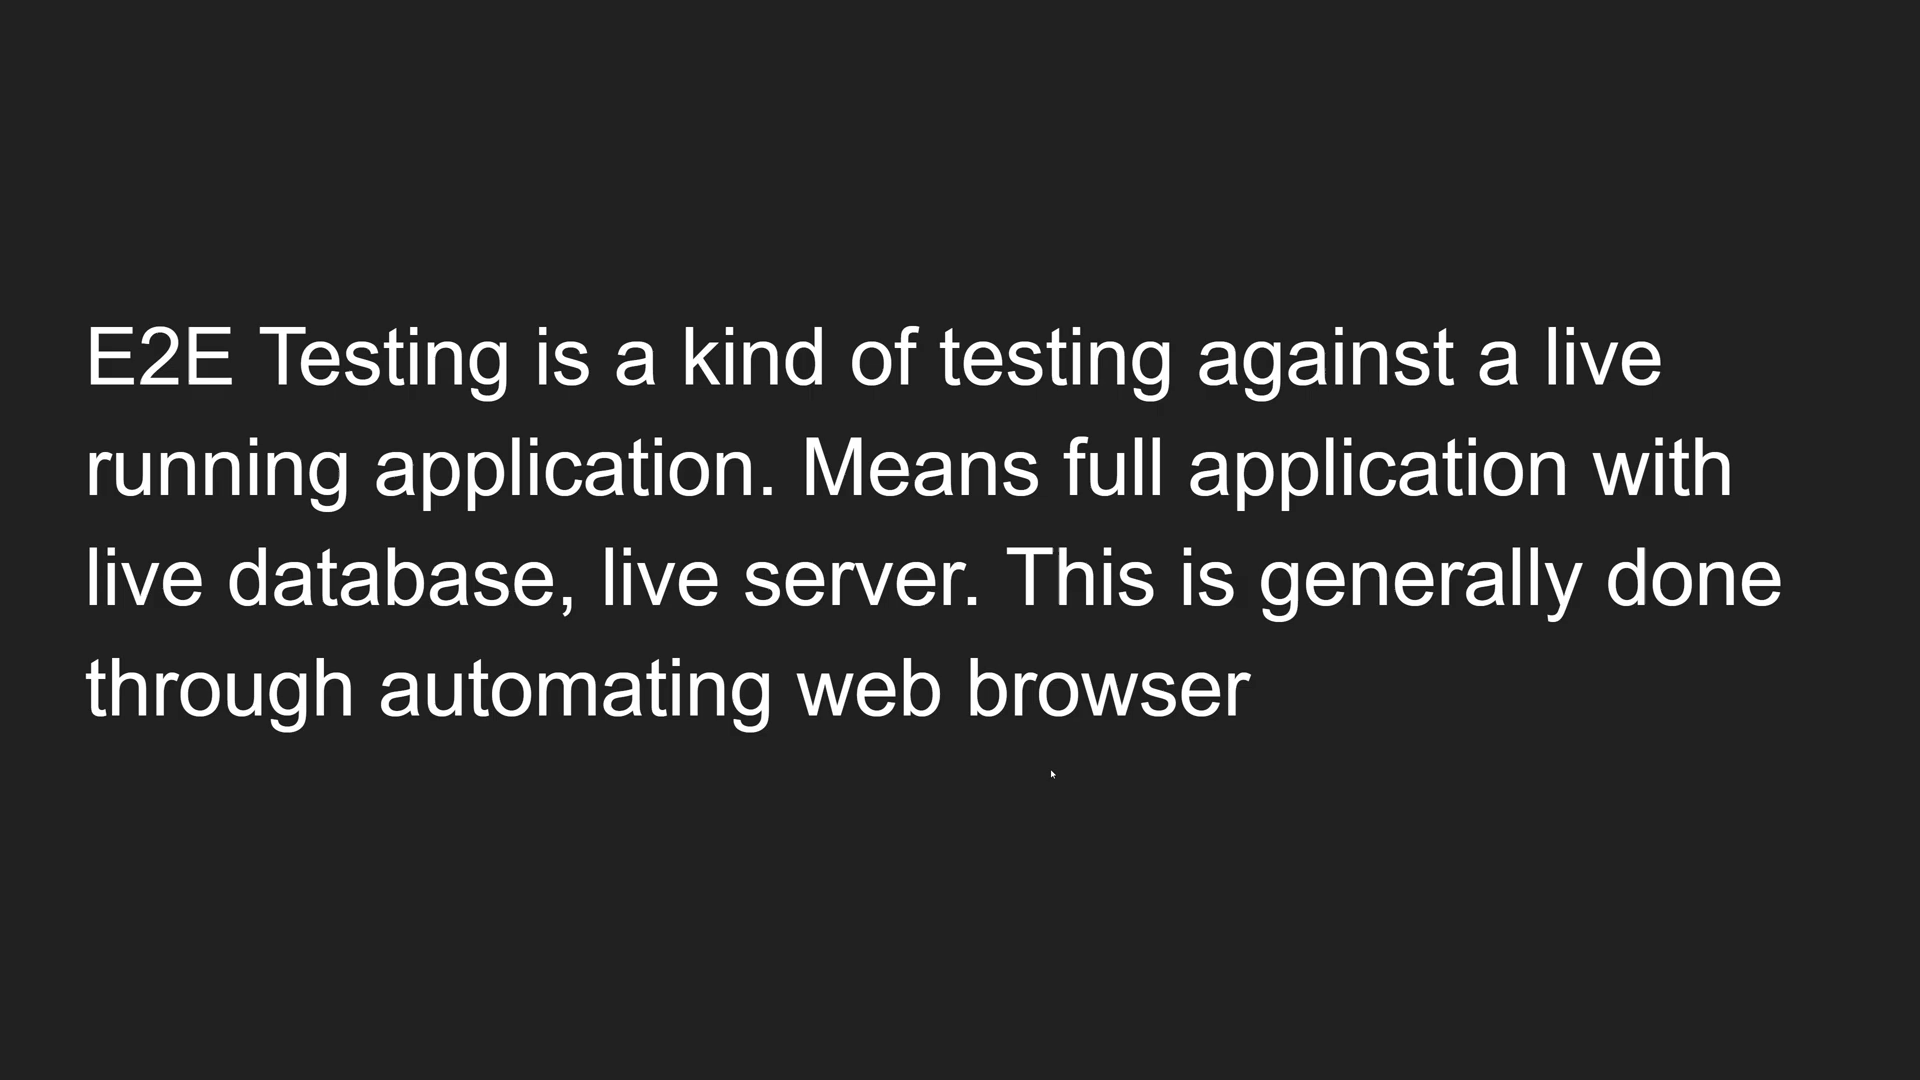 E2E Testing is a kind of testing against a live
running application. Means full application with
live database, live server. This is generally done
through automating web browser